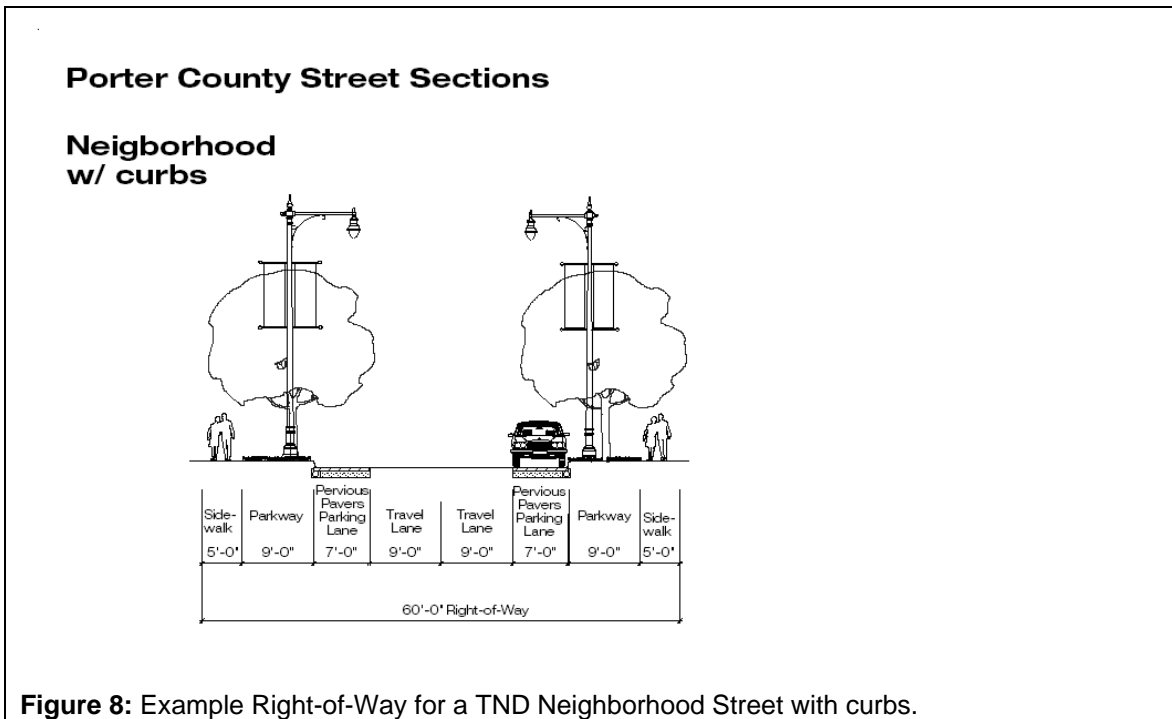 Porter County Street Sections
Neigborhood
w/ curbs
Side-
walk
5'-0"
Parkway
9'-0"
Pervious
Pavers
Parking
Lane
7'-0"
Travel
Lane
9'-0"
Travel
Lane
9'-0"
Pervious
Pavers
Parking
Lane
7'-0"
Parkway
9'-0"
Side-
walk
5'-0"
60'-0" Right-of-Way
Figure 8: Example Right-of-Way for a TND Neighborhood Street with curbs.